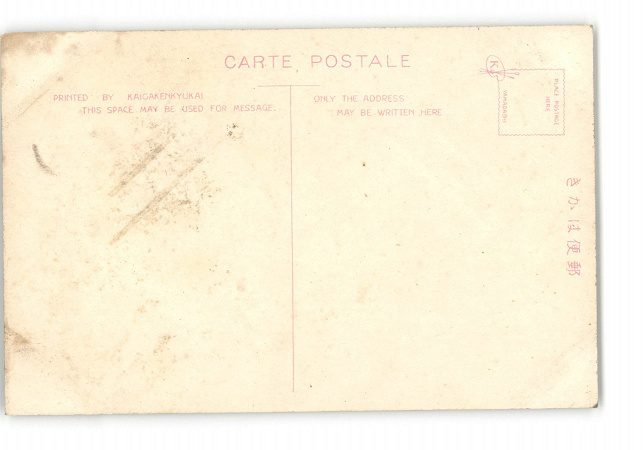 CARTE POSTALE
PRINTED BY KAIGAKENKYUKAI
THIS SPACE MAY BE USED FOR MESSAGE.
ONLY THE ADDRESS
MAY BE WRITTEN HERE
K
PLACE POSTAGE
HERE
きかは便郵